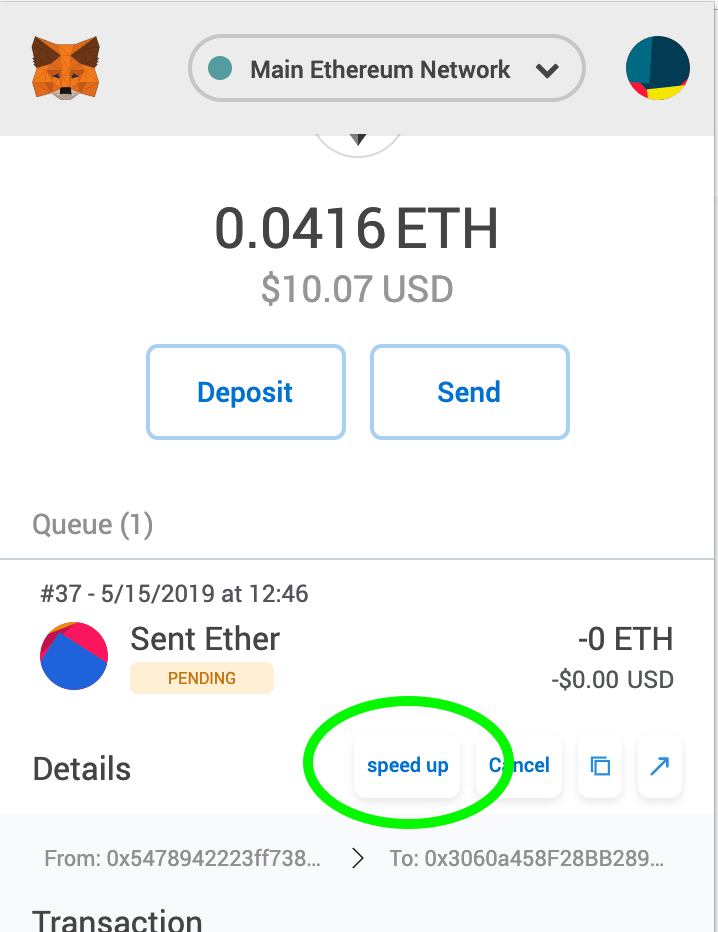 Main Ethereum Network
0.0416 ETH
$10.07 USD
Deposit
Send
Queue (1)
#37 - 5/15/2019 at 12:46
Sent Ether
-0 ETH
PENDING
-$0.00 USD
Details
speed up
Cancel
From: 0x5478942223ff738...
To: 0x3060a458F28BB289...
Transaction